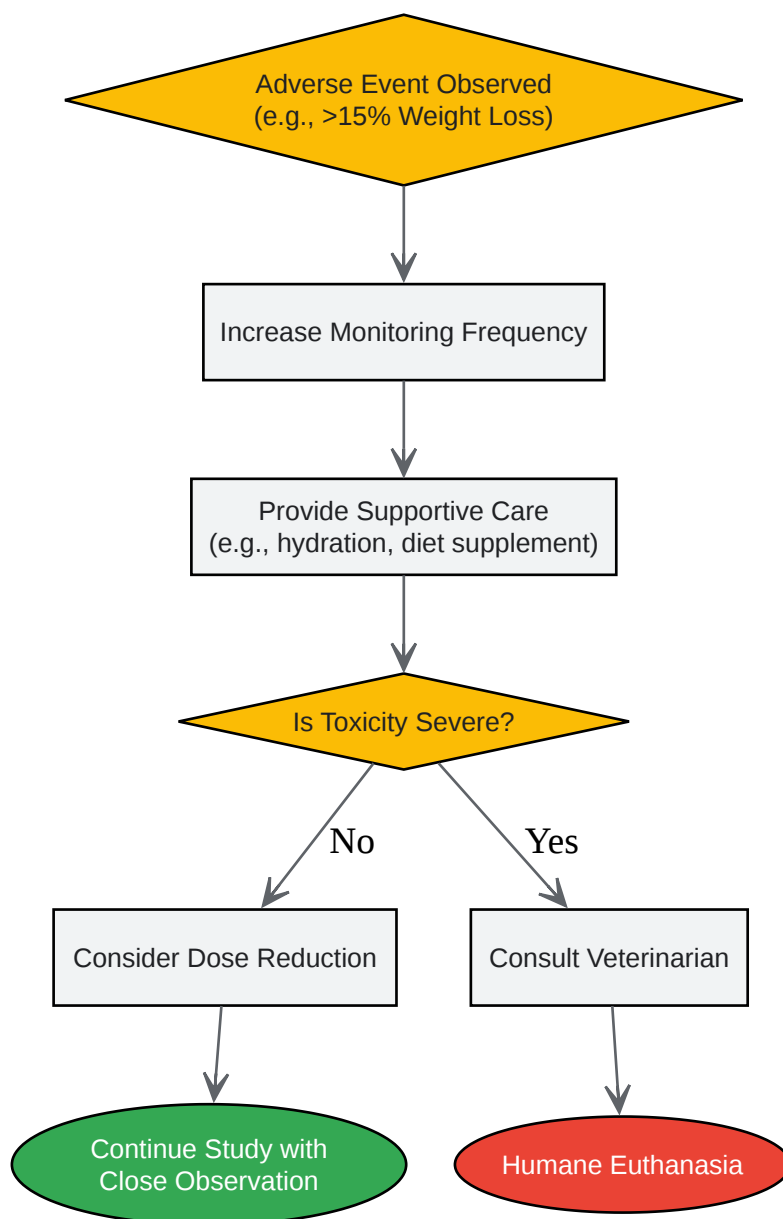 Adverse Event Observed
(e.g., >15% Weight Loss)
Increase Monitoring Frequency
Provide Supportive Care
(e.g., hydration, diet supplement)
Is Toxicity Severe?
No
Yes
Consider Dose Reduction
Consult Veterinarian
Continue Study with
Close Observation
Humane Euthanasia